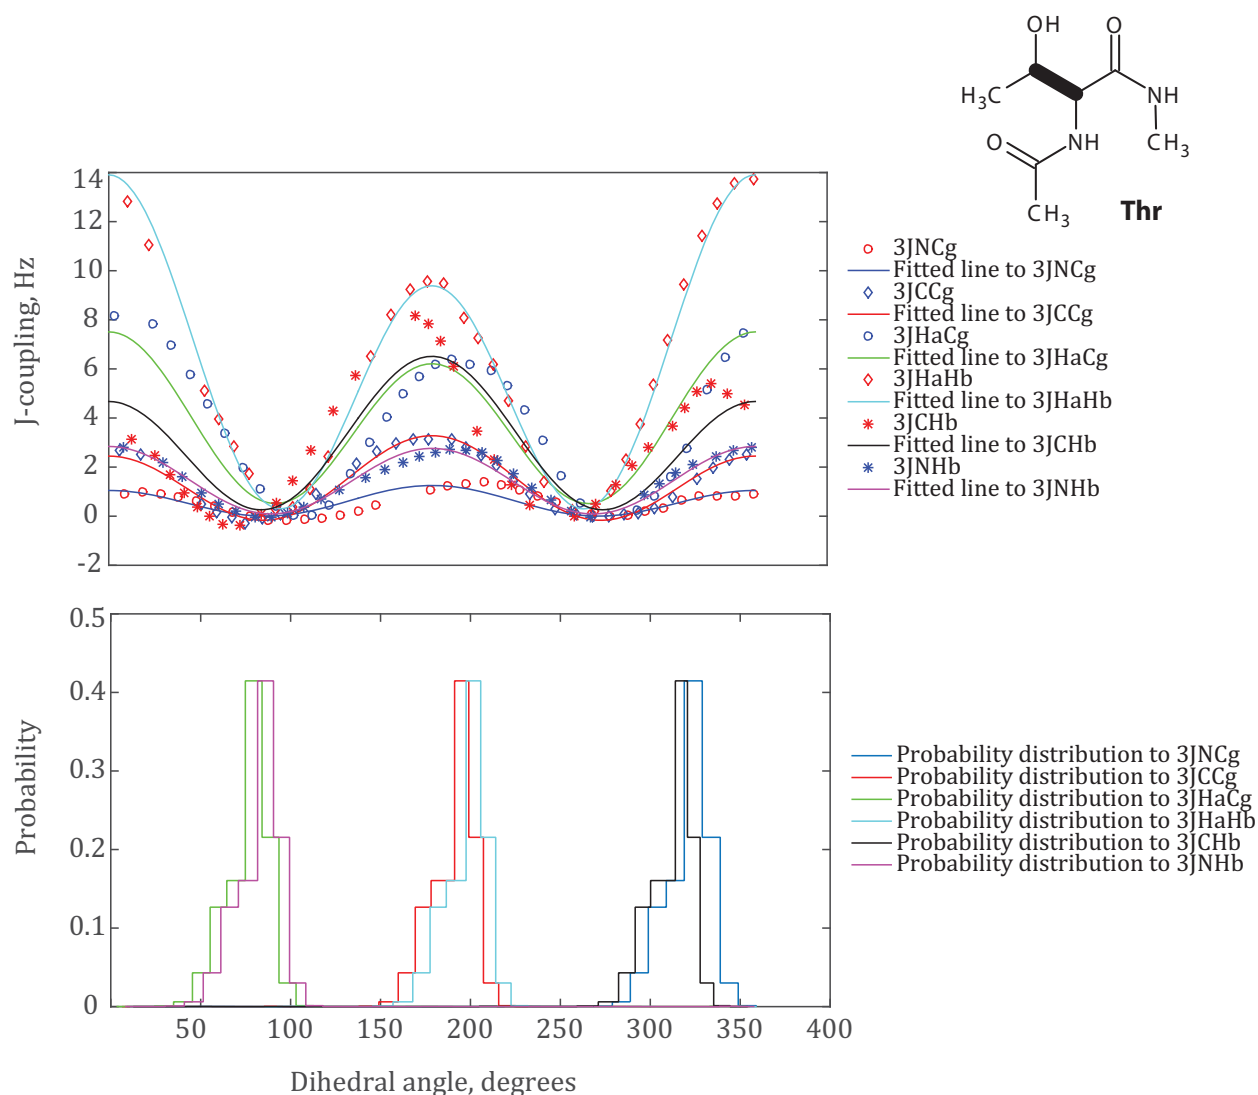 OH
O
H3C
NH
O
NH
CH3
CH3
Thr
J-coupling, Hz
14
12
10
8
6
4
2
0
-2
3JNCg
Fitted line to 3JNCg
3JCCg
Fitted line to 3JCCg
3JHaCg
Fitted line to 3JHaCg
3JHaHb
Fitted line to 3JHaHb
3JCHb
Fitted line to 3JCHb
3JNHb
Fitted line to 3JNHb
Probability
0.5
0.4
0.3
0.2
0.1
0
50 100 150 200 250 300 350 400
Dihedral angle, degrees
Probability distribution to 3JNCg
Probability distribution to 3JCCg
Probability distribution to 3JHaCg
Probability distribution to 3JHaHb
Probability distribution to 3JCHb
Probability distribution to 3JNHb